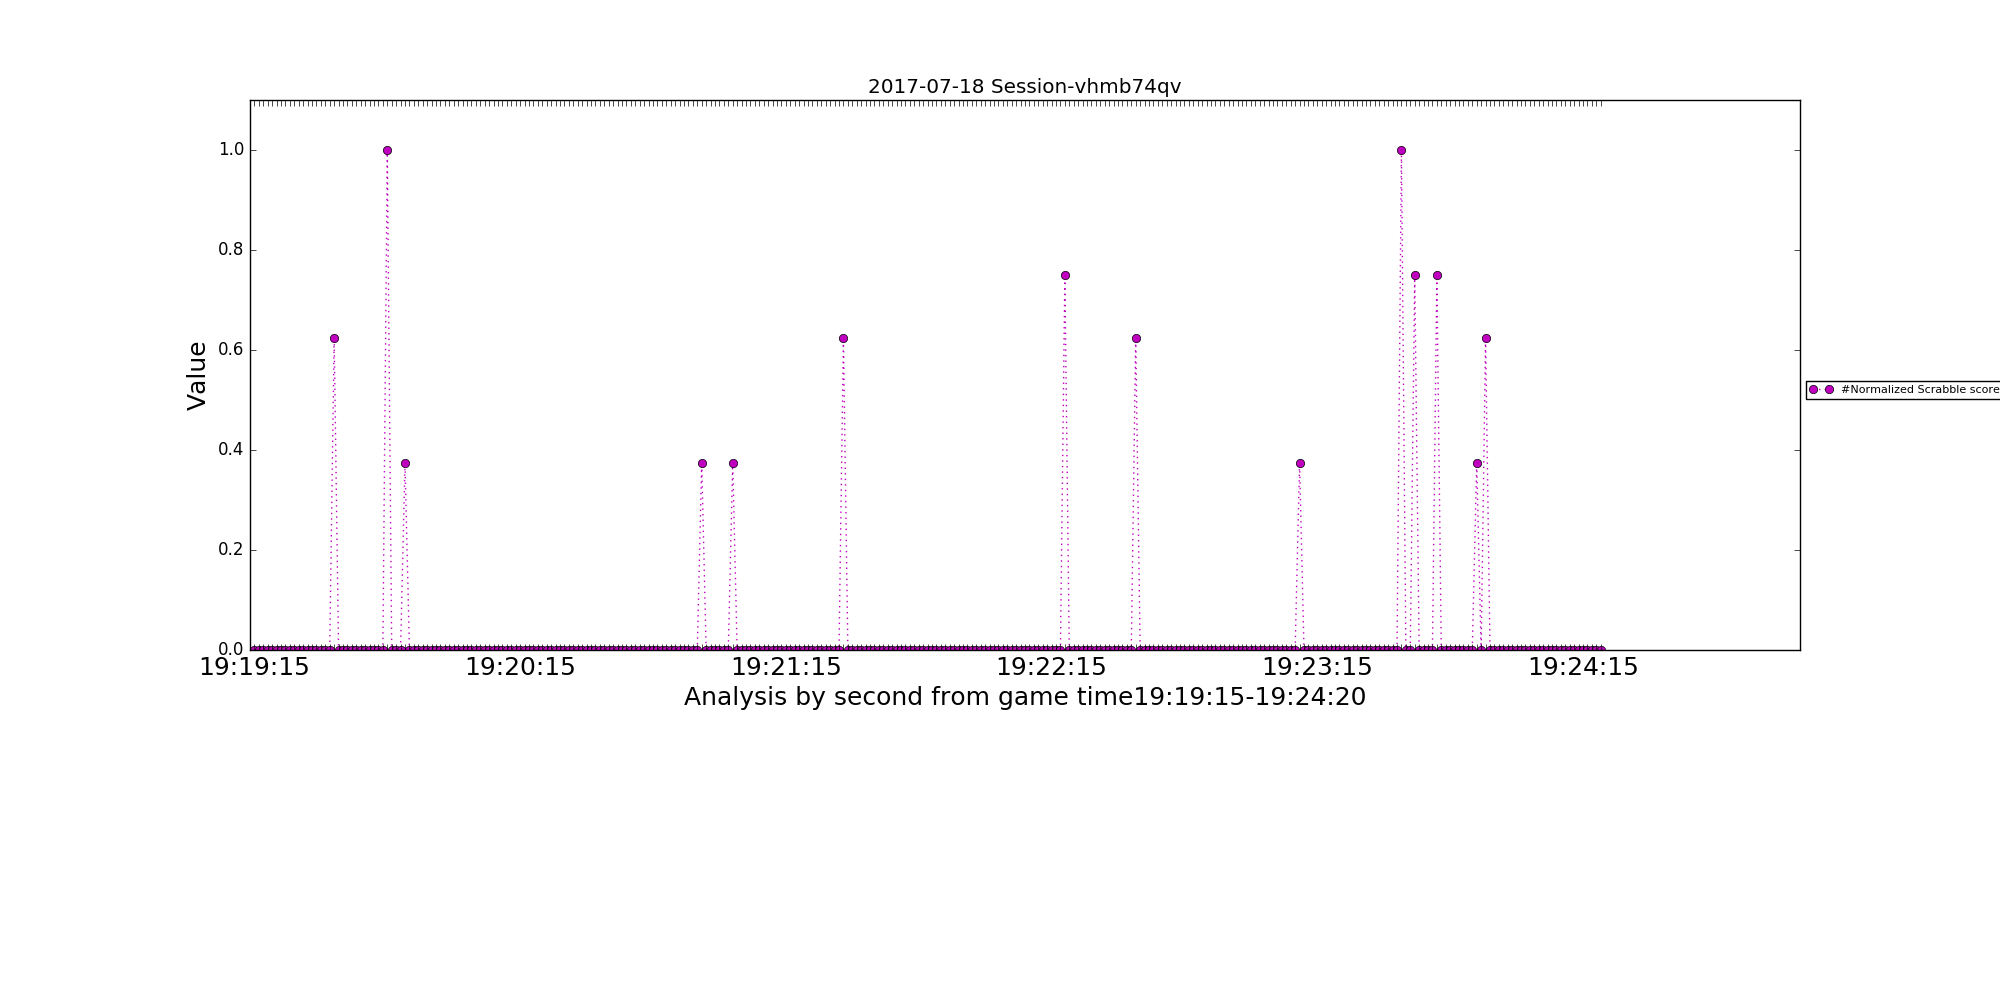 2017-07-18 Session-vhmb74qv
1.0
0.8
0.6
0.4
0.2
0.0
Value
#Normalized Scrabble score
19:19:15 19:20:15 19:21:15 19:22:15 19:23:15 19:24:15
Analysis by second from game time19:19:15-19:24:20